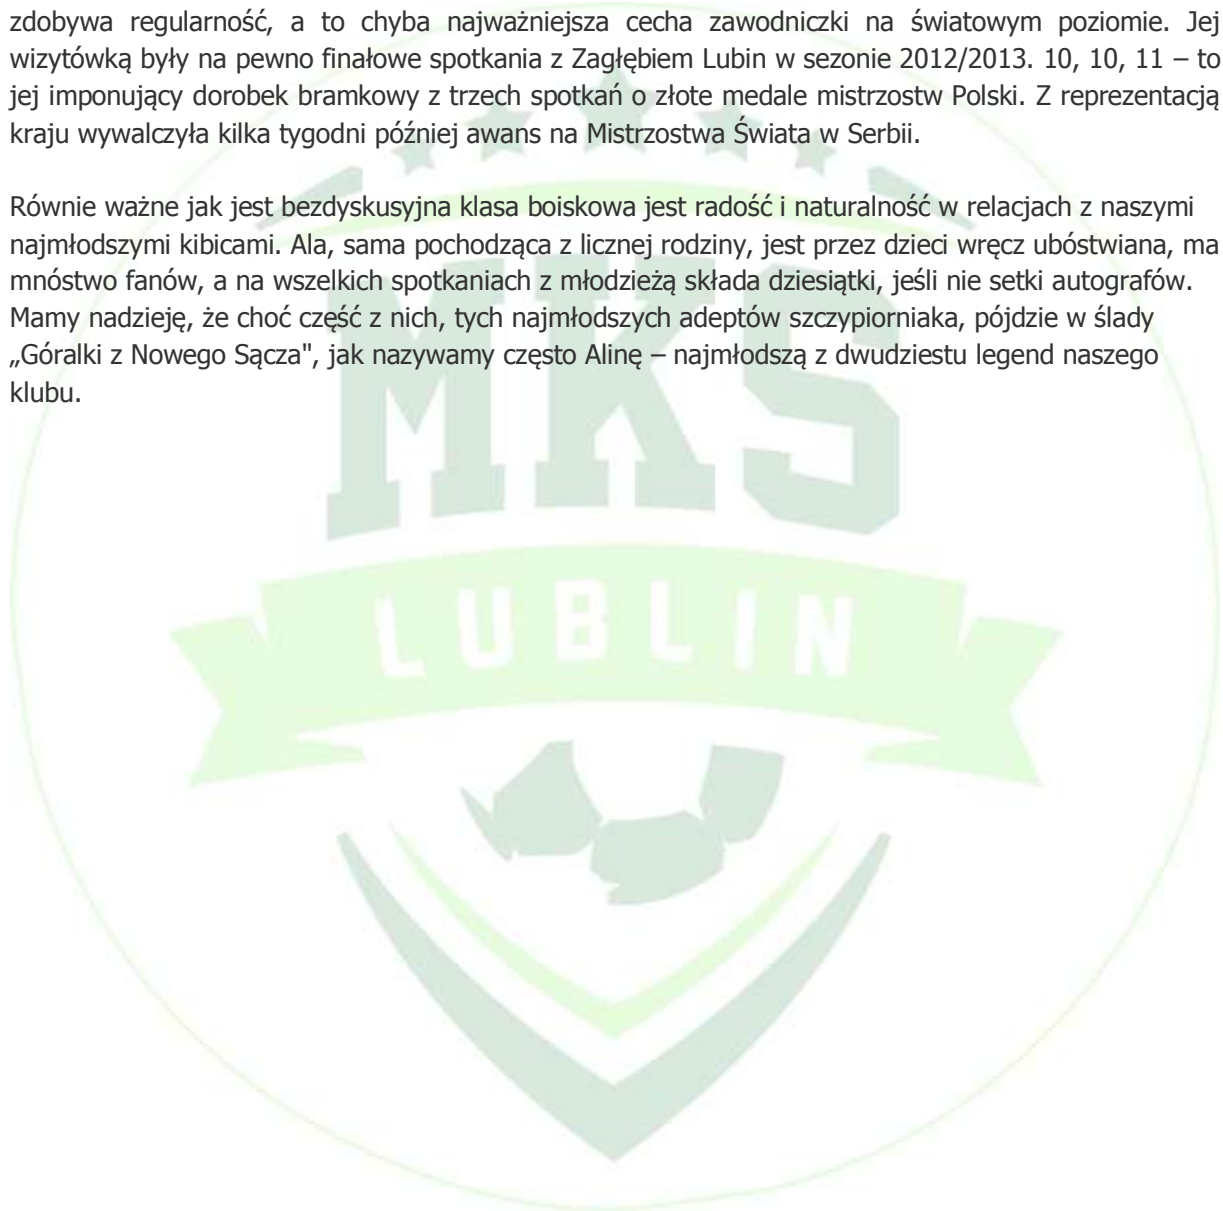 zdobywa regularność, a to chyba najważniejsza cecha zawodniczki na światowym poziomie. Jej
wizytówką były na pewno finałowe spotkania z Zagłębiem Lubin w sezonie 2012/2013. 10, 10, 11 – to
jej imponujący dorobek bramkowy z trzech spotkań o złote medale mistrzostw Polski. Z reprezentacją
kraju wywalczyła kilka tygodni później awans na Mistrzostwa Świata w Serbii.
Równie ważne jak jest bezdyskusyjna klasa boiskowa jest radość i naturalność w relacjach z naszymi
najmłodszymi kibicami. Ala, sama pochodząca z licznej rodziny, jest przez dzieci wręcz ubóstwiana, ma
mnóstwo fanów, a na wszelkich spotkaniach z młodzieżą składa dziesiątki, jeśli nie setki autografów.
Mamy nadzieję, że choć część z nich, tych najmłodszych adeptów szczypiorniaka, pójdzie w ślady
„Góralki z Nowego Sącza", jak nazywamy często Alinę – najmłodszą z dwudziestu legend naszego
klubu.
MKS
LUBLIN